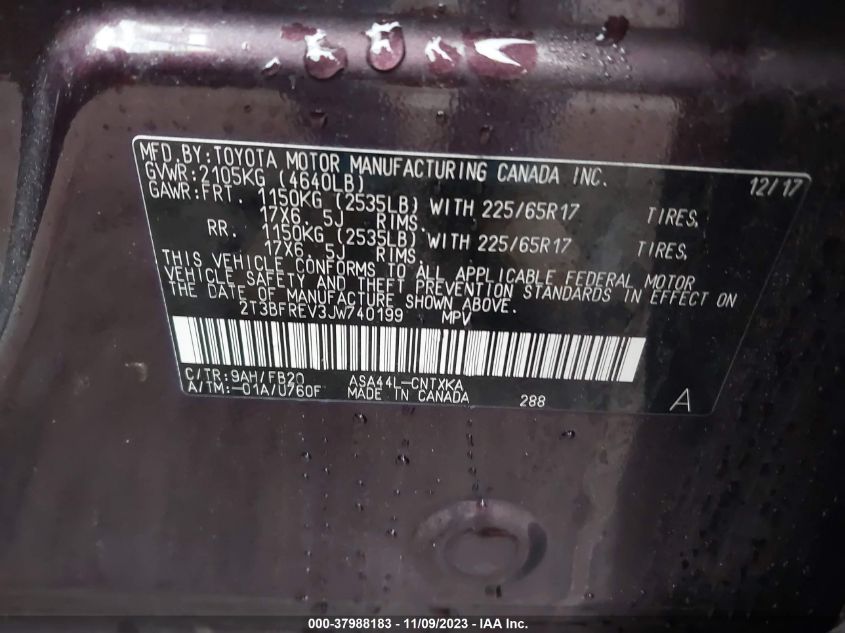 MFD.BY:TOYOTA MOTOR MANUFACTURING CANADA INC.
GVWR:2105KG (4640LB) 12/17
GAWR:FRT. 1150KG (2535LB) WITH 225/65R17 TIRES,
17X6. 5J RIMS.
RR. 1150KG (2535LB) WITH 225/65R17 TIRES,
17X6. 5J RIMS.
THIS VEHICLE CONFORMS TO ALL APPLICABLE FEDERAL MOTOR
VEHICLE SAFETY AND THEFT PREVENTION STANDARDS IN EFFECT ON
THE DATE OF MANUFACTURE SHOWN ABOVE.
2T3BFREV3JW740199 MPV
C/TR:9AH/FB20 ASA44L-CNTXKA
A/TM:-01A/U760F MADE IN CANADA 288 A
000-37988183 - 11/09/2023 - IAA Inc.